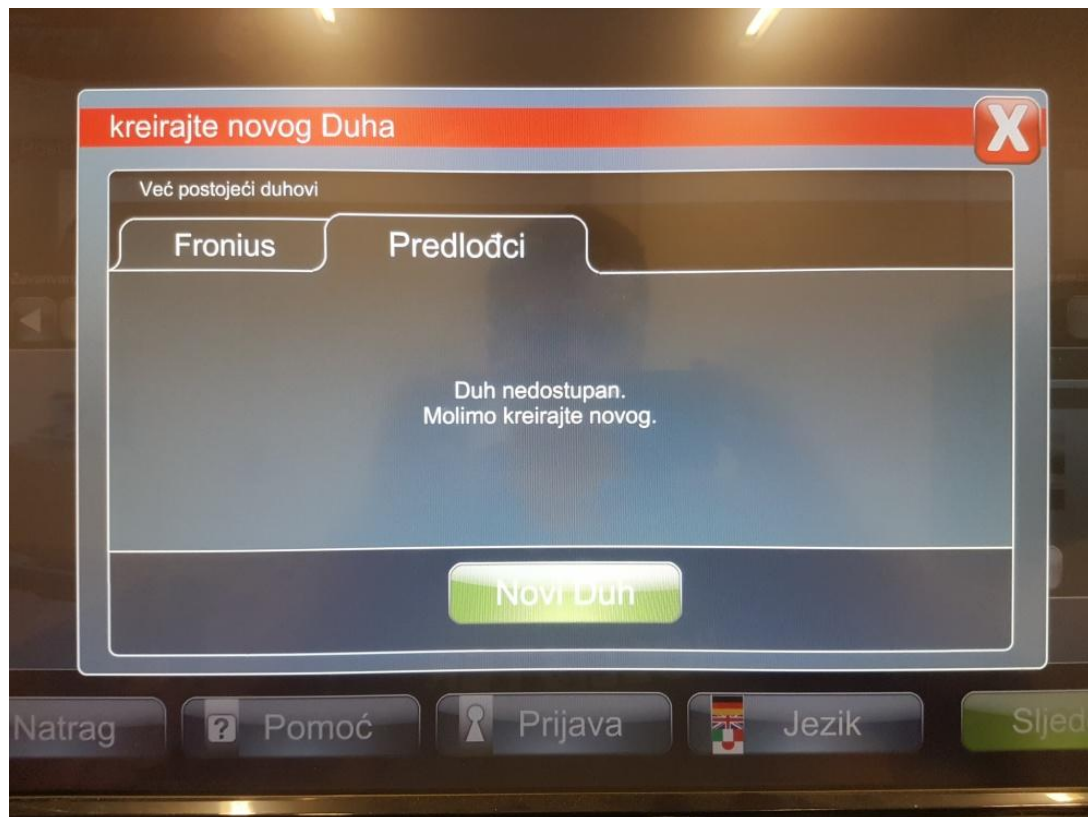 kreirajte novog Duha
X
Već postojeći duhovi
Fronius
Predlođci
Duh nedostupan.
Molimo kreirajte novog.
Novi Duh
Natrag
? Pomoć
Prijava
Jezik
Sljed